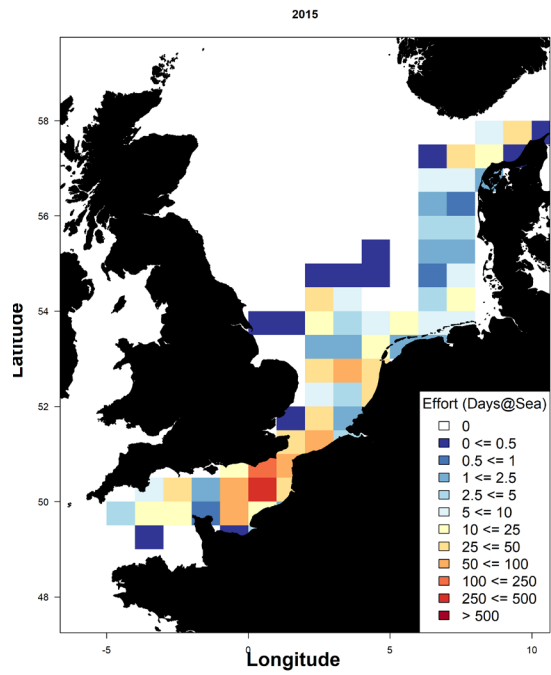 2015
58
56
54
52
50
48
Latitude
Effort (Days@Sea)
0
0 <= 0.5
0.5 <= 1
1 <= 2.5
2.5 <= 5
5 <= 10
10 <= 25
25 <= 50
50 <= 100
100 <= 250
250 <= 500
> 500
-5 0 5 10
Longitude